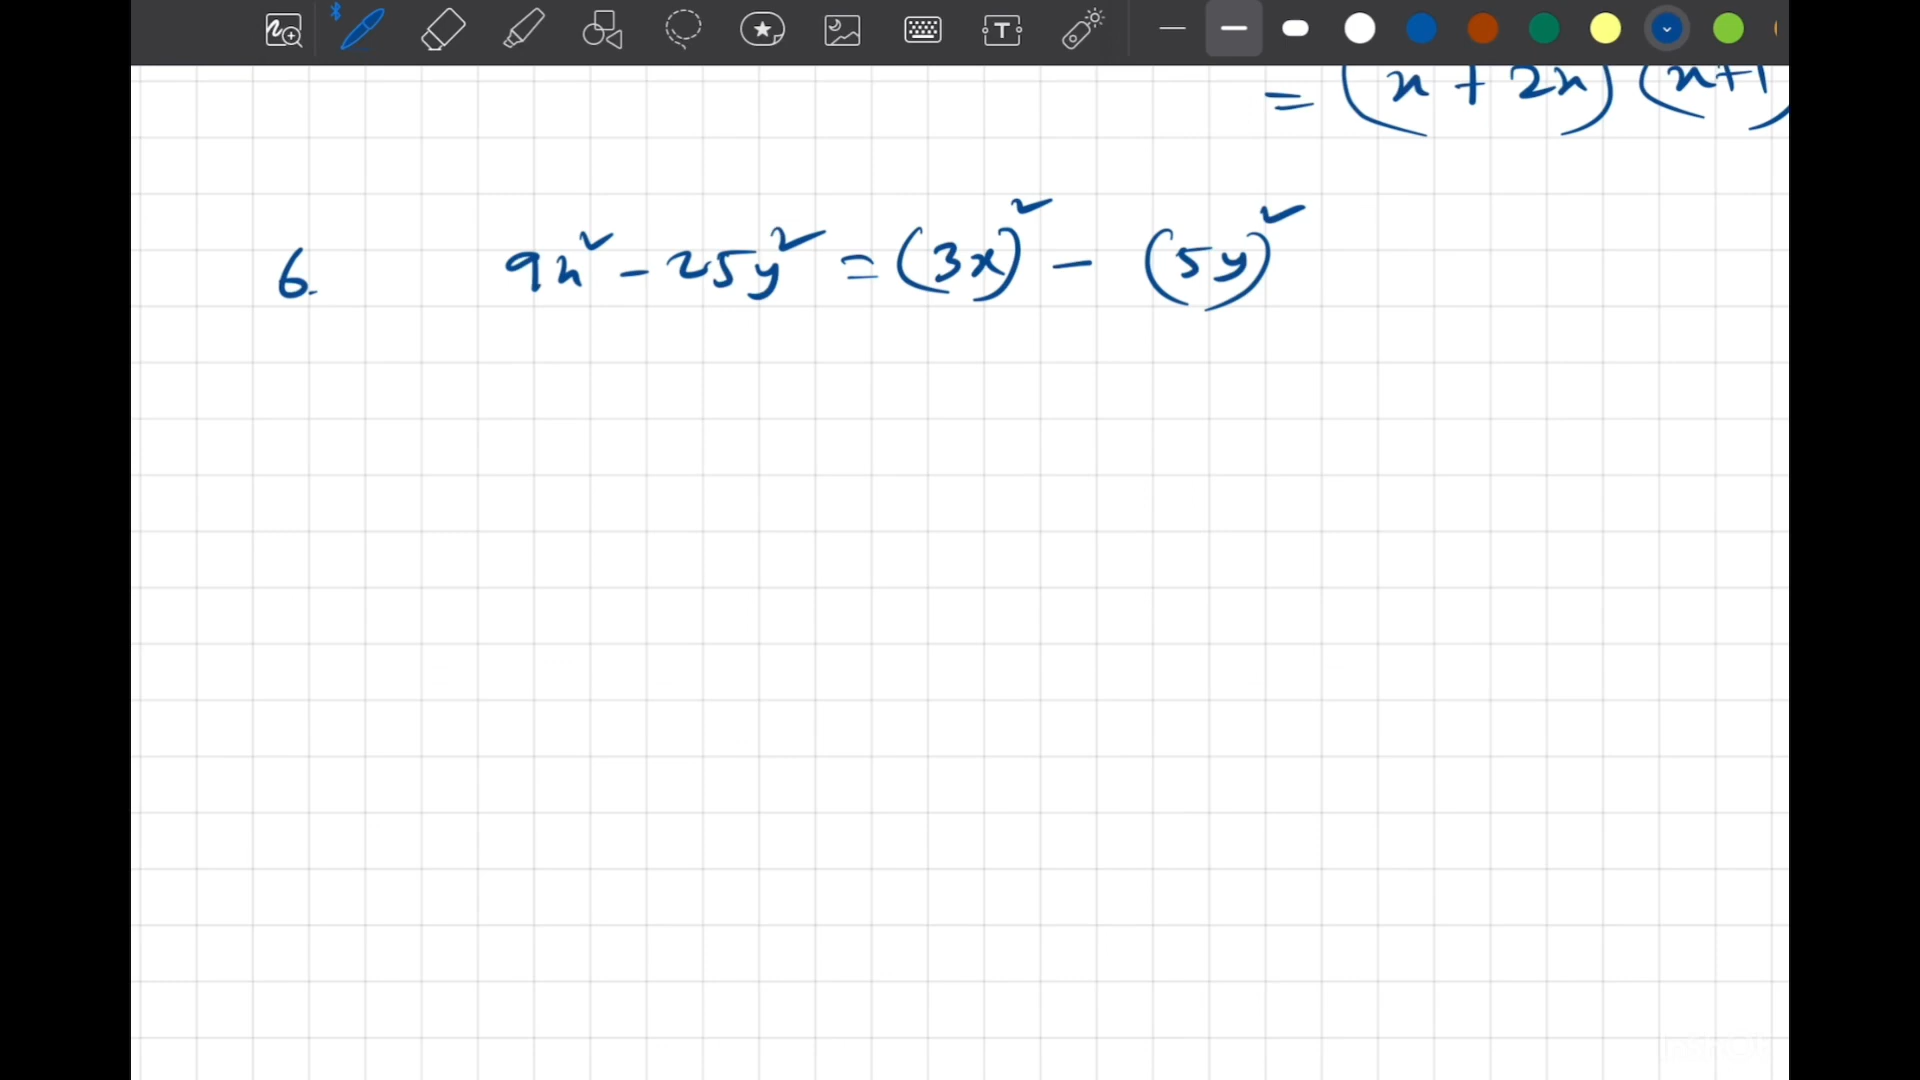 = (x + 2x) (x+1)
6. 9x² - 25y² = (3x)² - (5y)²